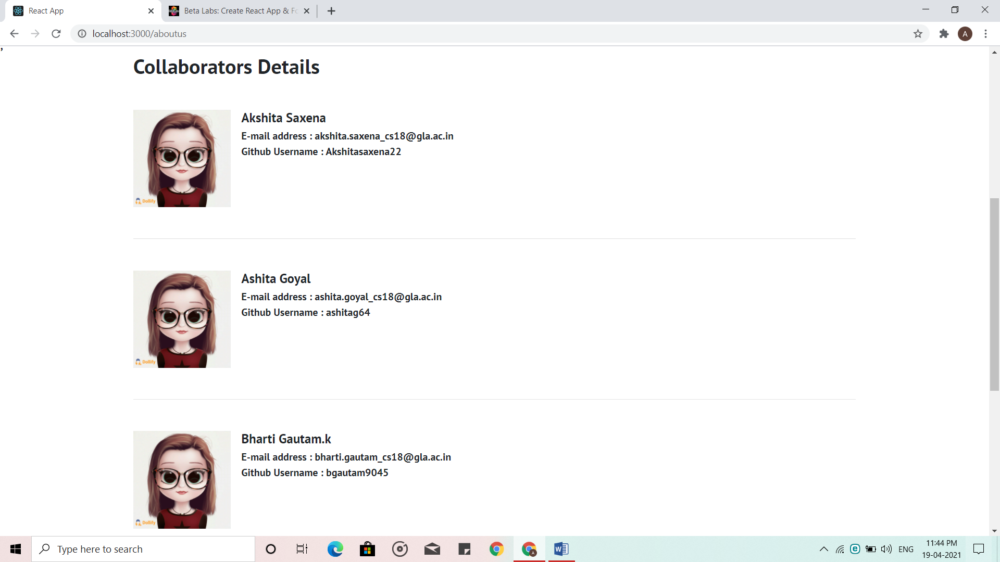 React App
Beta Labs: Create React App & Fo
localhost:3000/aboutus
A
,
Collaborators Details
Akshita Saxena
E-mail address : akshita.saxena_cs18@gla.ac.in
Github Username : Akshitasaxena22
Dollify
Ashita Goyal
E-mail address : ashita.goyal_cs18@gla.ac.in
Github Username : ashitag64
Dollify
Bharti Gautam.k
E-mail address : bharti.gautam_cs18@gla.ac.in
Github Username : bgautam9045
Dollify
Type here to search
A
W
e
ENG
11:44 PM
19-04-2021